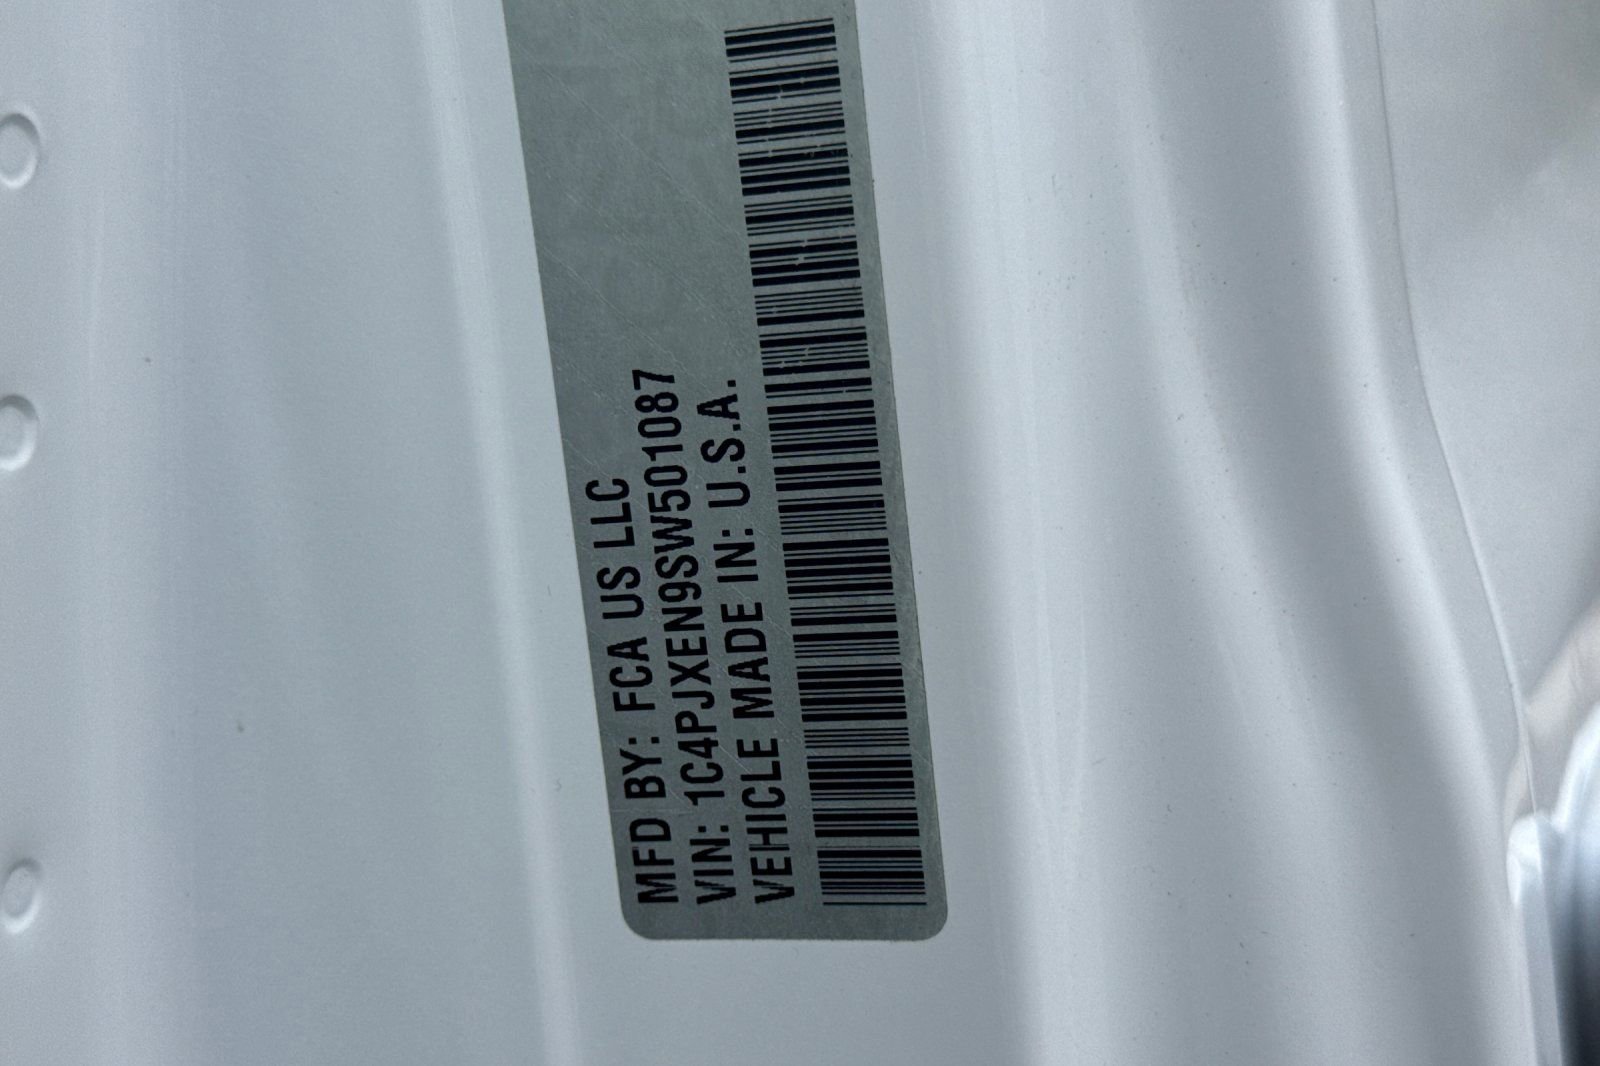 MFD BY: FCA US LLC
VIN: 1C4PJXEN9SW501087
VEHICLE MADE IN: U.S.A.